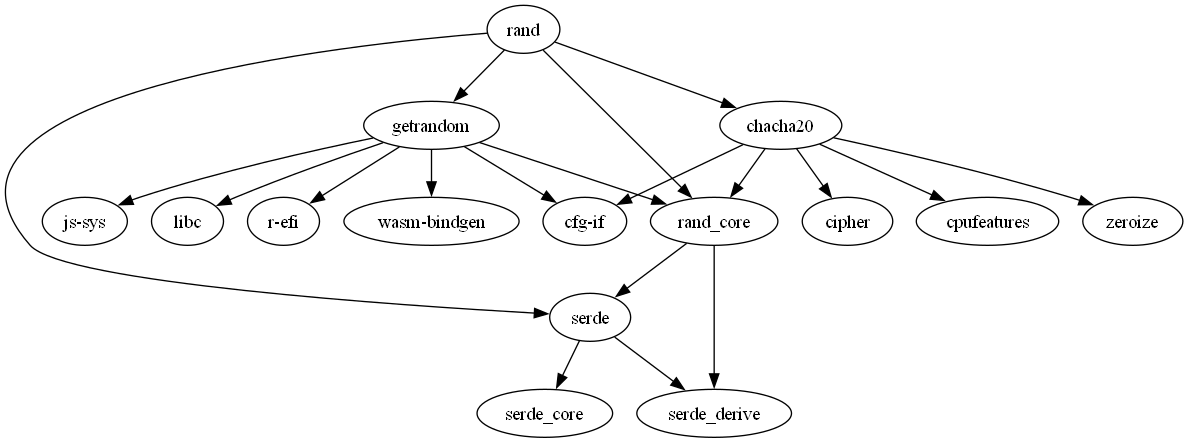 rand
getrandom
chacha20
js-sys
libc
r-efi
wasm-bindgen
cfg-if
rand_core
cipher
cpufeatures
zeroize
serde
serde_core
serde_derive